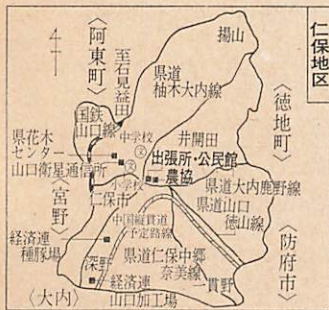 仁保地区
揚山
〈阿東町〉
至石見益田
県道
柚木大内線
〈徳地町〉
国鉄
山口線
中学校
文
井開田
県花木
センター
出張所・公民館
農協
山口衛星通信所
文
小学校
県道大内鹿野線
仁保市
〈宮野〉
県道山口
徳山線
中国縦貫道
予定路線
〈防府市〉
経済連
種豚場
県道仁保中郷
奈美線
深野
一貫野
経済連
山口加工場
〈大内〉